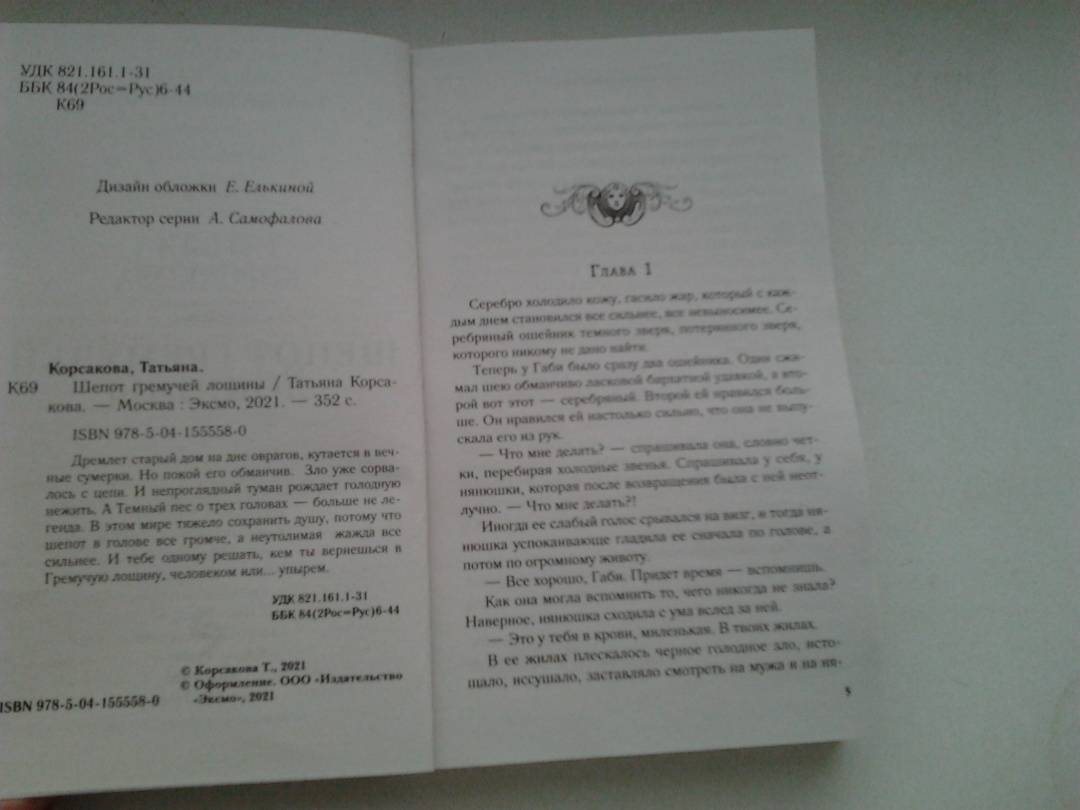 УДК 821.161.1-31
ББК 84(2Рос=Рус)6-44
К69
Дизайн обложки Е. Елькиной
Редактор серии А. Самофалова
Корсакова, Татьяна.
К69 Шепот гремучей лощины / Татьяна Корса-
кова. — Москва : Эксмо, 2021. — 352 с.
ISBN 978-5-04-155558-0
Дремлет старый дом на дне оврагов, кутается в веч-
ные сумерки. Но покой его обманчив. Зло уже сорва-
лось с цепи. И непроглядный туман рождает голодную
нежить. А Темный пес о трех головах — больше не ле-
генда. В этом мире тяжело сохранить душу, потому что
шепот в голове все громче, а неутолимая жажда все
сильнее. И тебе одному решать, кем ты вернешься в
Гремучую лощину, человеком или... упырем.
УДК 821.161.1-31
ББК 84(2Рос=Рус)6-44
© Корсакова Т., 2021
© Оформление. ООО «Издательство
«Эксмо», 2021
ISBN 978-5-04-155558-0
Глава 1
Серебро холодило кожу, гасило жар, который с каж-
дым днем становился все сильнее, все невыносимее. Се-
ребряный ошейник темного зверя, потерянного зверя,
которого никому не дано найти.
Теперь у Габи было сразу два ошейника. Один сжи-
мал шею обманчиво ласковой бархатной удавкой, а вто-
рой вот этот — серебряный. Второй ей нравился боль-
ше. Он нравился ей настолько сильно, что она не выпу-
скала его из рук.
— Что мне делать? — спрашивала она, словно чет-
ки, перебирая холодные звенья. Спрашивала у себя, у
нянюшки, которая после возвращения была с ней неот-
лучно. — Что мне делать?!
Иногда ее слабый голос срывался на визг, и тогда ня-
нюшка успокаивающе гладила ее сначала по голове, а
потом по огромному животу.
— Все хорошо, Габи. Придет время — вспомнишь.
Как она могла вспомнить то, чего никогда не знала?
Наверное, нянюшка сходила с ума вслед за ней.
— Это у тебя в крови, миленькая. В твоих жилах.
В ее жилах плескалось черное голодное зло, исто-
щало, иссушало, заставляло смотреть на мужа и на ня-
5